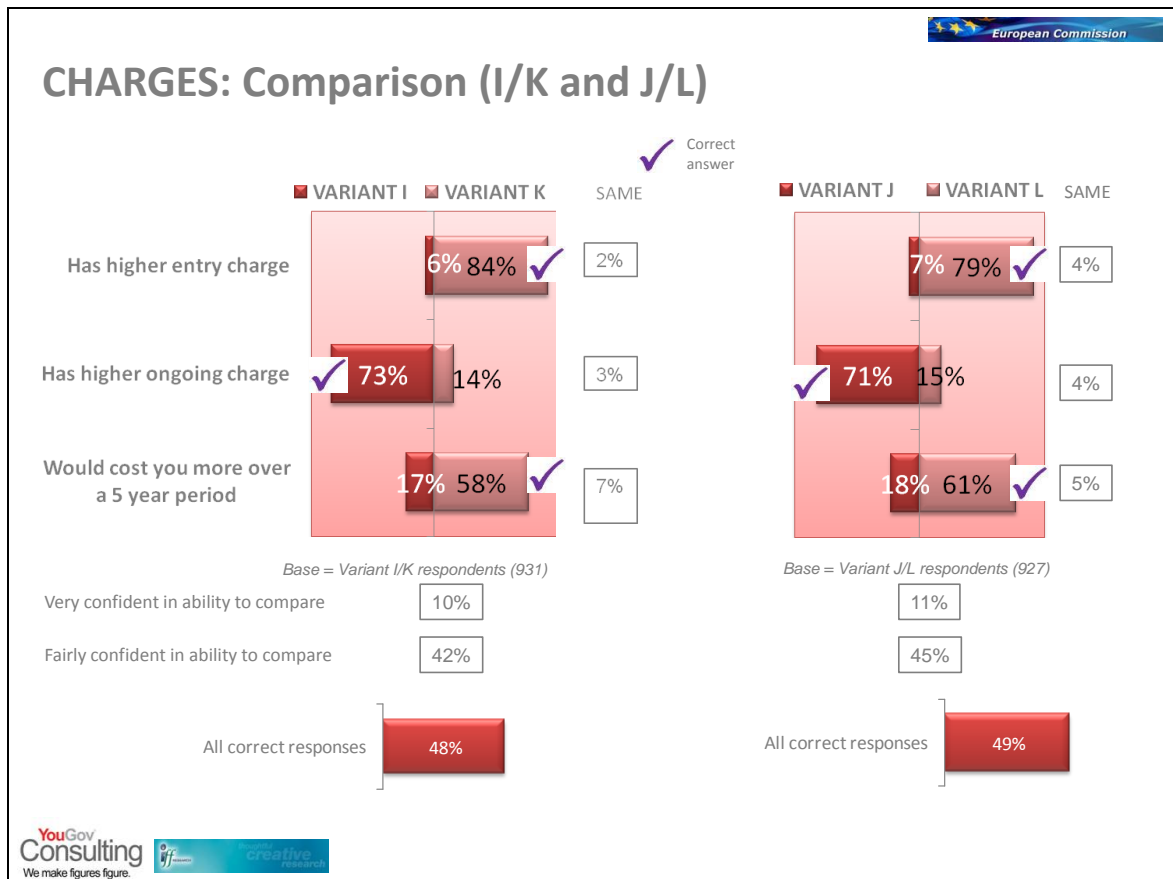 European Commission
CHARGES: Comparison (I/K and J/L)
Correct
answer
VARIANT I VARIANT K SAME
VARIANT J VARIANT L SAME
Has higher entry charge 6% 84% 2% 7% 79% 4%
Has higher ongoing charge 73% 14% 3% 71% 15% 4%
Would cost you more over
a 5 year period 17% 58% 7% 18% 61% 5%
Base = Variant I/K respondents (931)
Base = Variant J/L respondents (927)
Very confident in ability to compare 10% 11%
Fairly confident in ability to compare 42% 45%
All correct responses 48%
All correct responses 49%
YouGov
Consulting
We make figures figure.
iff
thoughtful
creative
research